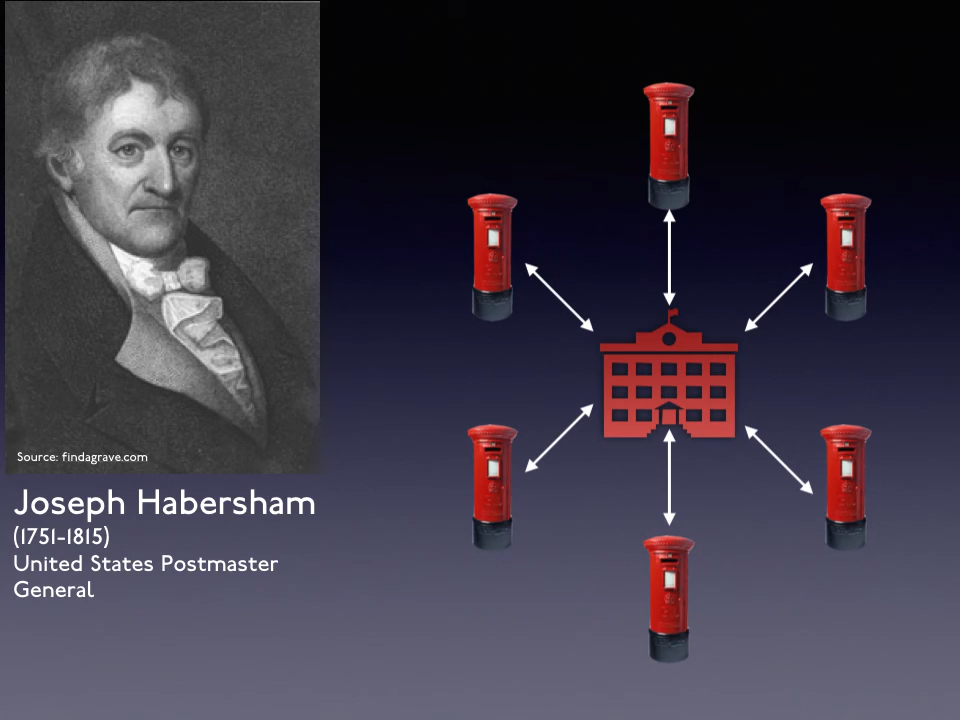 Source: findagrave.com
Joseph Habersham
(1751-1815)
United States Postmaster
General